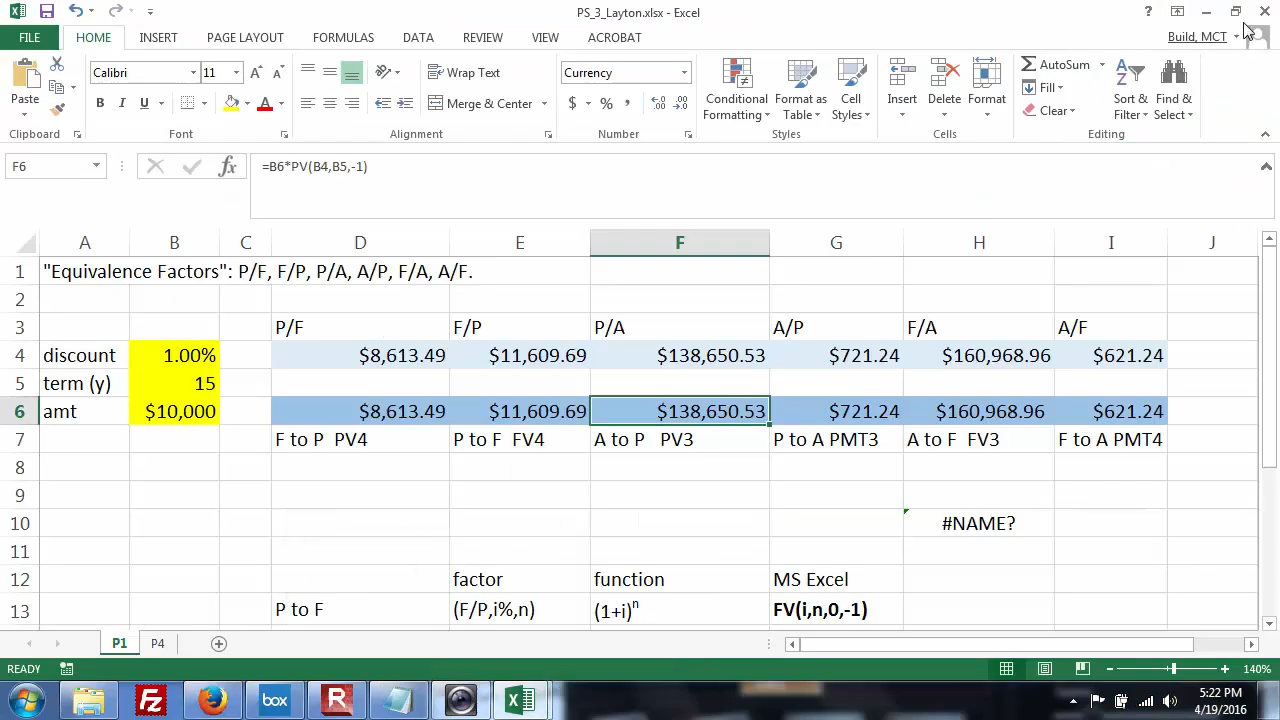 PS_3_Layton.xlsx - Excel
?
FILE HOME INSERT PAGE LAYOUT FORMULAS DATA REVIEW VIEW ACROBAT Build, MCT
Calibri 11 Wrap Text Currency AutoSum
Paste B I U Merge & Center $ % , Conditional Formatting Format as Table Cell Styles Insert Delete Format Fill Clear Sort & Filter Find & Select
Clipboard Font Alignment Number Styles Cells Editing
F6 fx =B6*PV(B4,B5,-1)
A B C D E F G H I J
1 "Equivalence Factors": P/F, F/P, P/A, A/P, F/A, A/F.
2
3 P/F F/P P/A A/P F/A A/F
4 discount 1.00% $8,613.49 $11,609.69 $138,650.53 $721.24 $160,968.96 $621.24
5 term (y) 15
6 amt $10,000 $8,613.49 $11,609.69 $138,650.53 $721.24 $160,968.96 $621.24
7 F to P PV4 P to F FV4 A to P PV3 P to A PMT3 A to F FV3 F to A PMT4
8
9
10 #NAME?
11
12 factor function MS Excel
13 P to F (F/P,i%,n) (1+i)n FV(i,n,0,-1)
P1 P4
READY 140%
box R 5:22 PM
4/19/2016